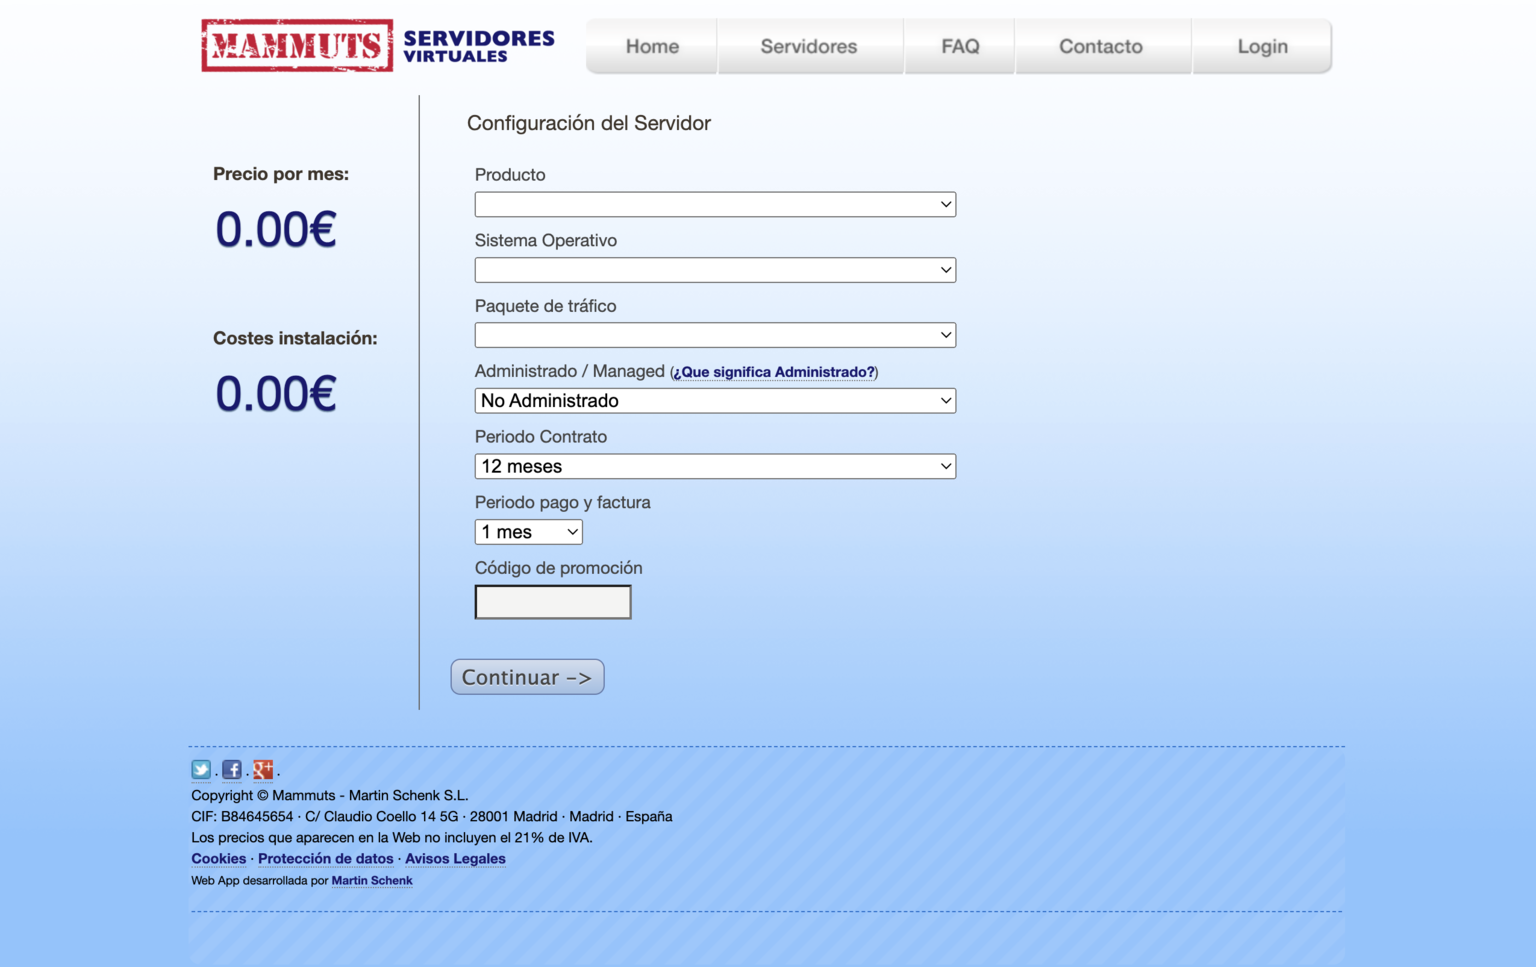 MAMMUTS SERVIDORES VIRTUALES
Home
Servidores
FAQ
Contacto
Login
Precio por mes:
0.00€
Costes instalación:
0.00€
Configuración del Servidor
Producto
Sistema Operativo
Paquete de tráfico
Administrado / Managed (¿Que significa Administrado?)
No Administrado
Periodo Contrato
12 meses
Periodo pago y factura
1 mes
Código de promoción
Continuar ->
Copyright © Mammuts - Martin Schenk S.L.
CIF: B84645654 · C/ Claudio Coello 14 5G · 28001 Madrid · Madrid · España
Los precios que aparecen en la Web no incluyen el 21% de IVA.
Cookies · Protección de datos · Avisos Legales
Web App desarrollada por Martin Schenk